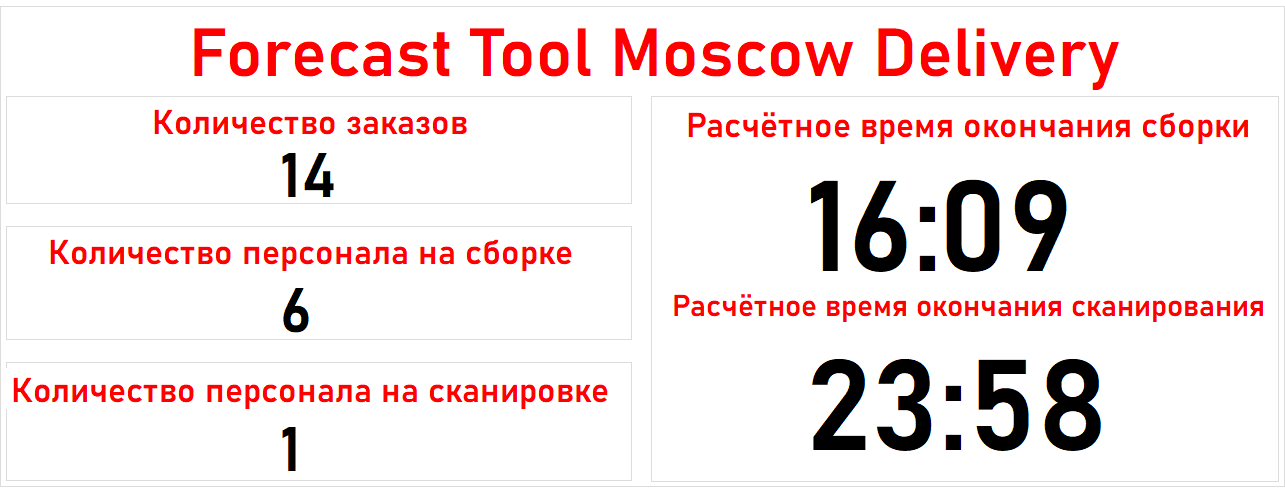 Forecast Tool Moscow Delivery
Количество заказов
14
Количество персонала на сборке
6
Количество персонала на сканировке
1
Расчётное время окончания сборки
16:09
Расчётное время окончания сканирования
23:58